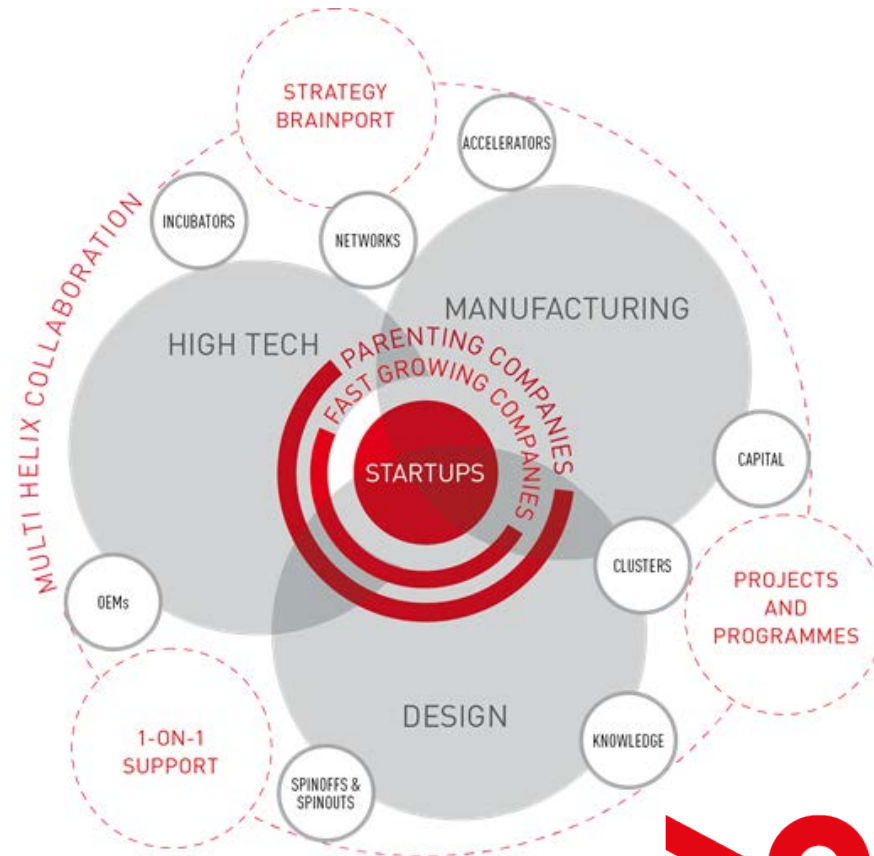 STRATEGY
BRAINPORT
ACCELERATORS
INCUBATORS
NETWORKS
MULTI HELIX COLLABORATION
MANUFACTURING
HIGH TECH
PARENTING COMPANIES
FAST GROWING COMPANIES
STARTUPS
CAPITAL
CLUSTERS
OEMs
PROJECTS
AND
PROGRAMMES
DESIGN
1-ON-1
SUPPORT
KNOWLEDGE
SPINOFFS &
SPINOUTS